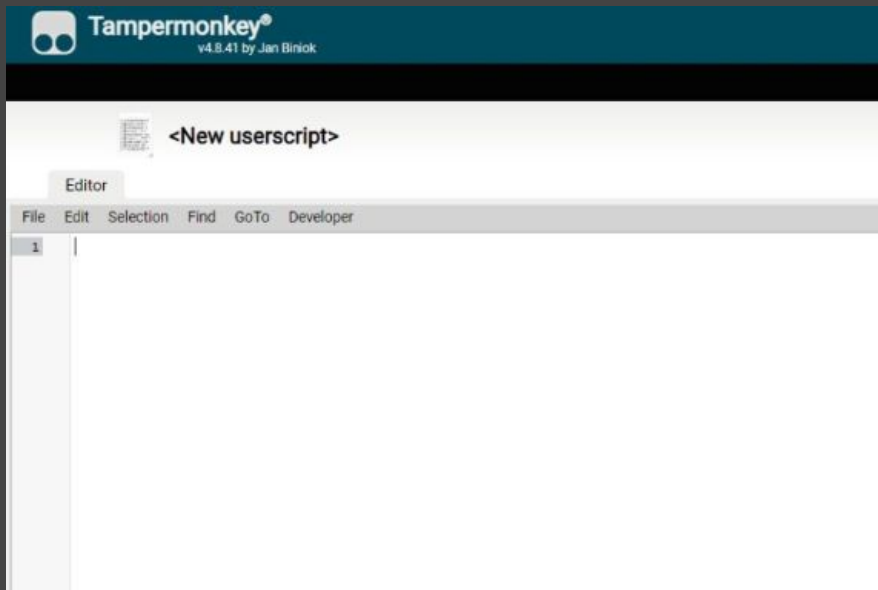 Tampermonkey®
v4.8.41 by Jan Biniok
<New userscript>
Editor
File Edit Selection Find GoTo Developer
1